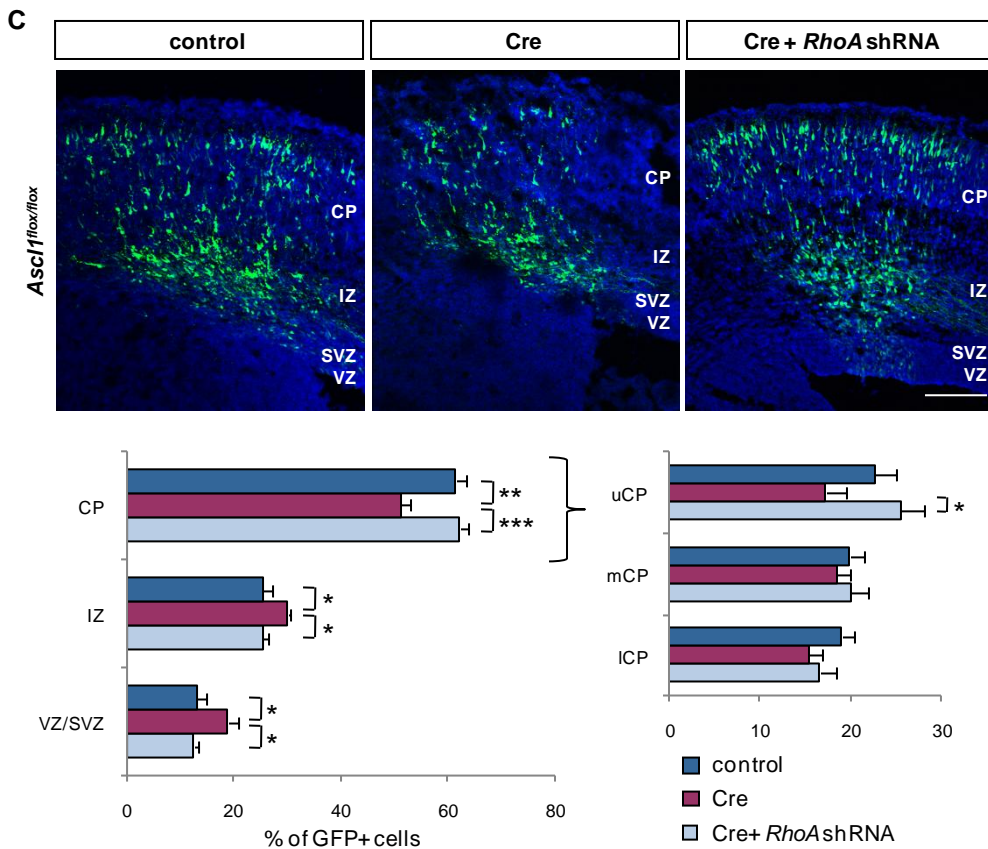 C
control
Cre
Cre + RhoA shRNA
Ascl1flox/flox
CP
IZ
SVZ
VZ
CP
IZ
SVZ
VZ
CP
IZ
SVZ
VZ
CP
**
***
IZ
*
*
VZ/SVZ
*
*
0 20 40 60 80
% of GFP+ cells
uCP
*
mCP
lCP
0 10 20 30
control
Cre
Cre+ RhoA shRNA